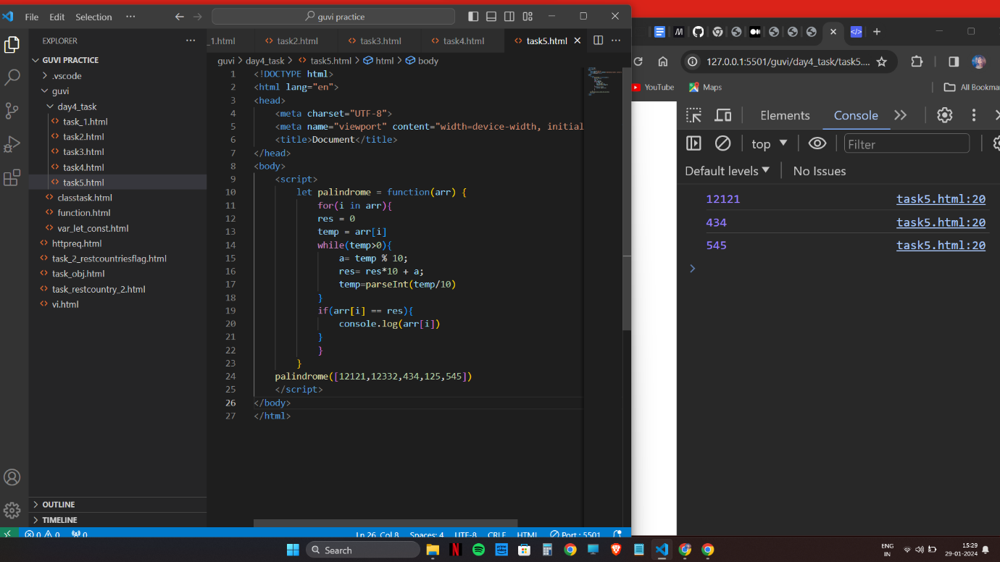 File Edit Selection ··· guvi practice
EXPLORER ···
GUVI PRACTICE
.vscode
guvi
day4_task
task_1.html
task2.html
task3.html
task4.html
task5.html
classtask.html
function.html
var_let_const.html
httpreq.html
task_2_restcountriesflag.html
task_obj.html
task_restcountry_2.html
vi.html
OUTLINE
TIMELINE
_1.html task2.html task3.html task4.html task5.html ···
guvi > day4_task > task5.html > html > body
1 <!DOCTYPE html>
2 <html lang="en">
3 <head>
4 <meta charset="UTF-8">
5 <meta name="viewport" content="width=device-width, initial
6 <title>Document</title>
7 </head>
8 <body>
9 <script>
10 let palindrome = function(arr) {
11 for(i in arr){
12 res = 0
13 temp = arr[i]
14 while(temp>0){
15 a= temp % 10;
16 res= res*10 + a;
17 temp=parseInt(temp/10)
18 }
19 if(arr[i] == res){
20 console.log(arr[i])
21 }
22 }
23 }
24 palindrome([12121,12332,434,125,545])
25 </script>
26 </body>
27 </html>
0 0 0 Ln 26, Col 8 Spaces: 4 UTF-8 CRLF HTML Port : 5501
127.0.0.1:5501/guvi/day4_task/task5....
YouTube Maps All Bookma
Elements Console
top Filter
Default levels No Issues
12121 task5.html:20
434 task5.html:20
545 task5.html:20
Search
ENG
IN
15:29
29-01-2024